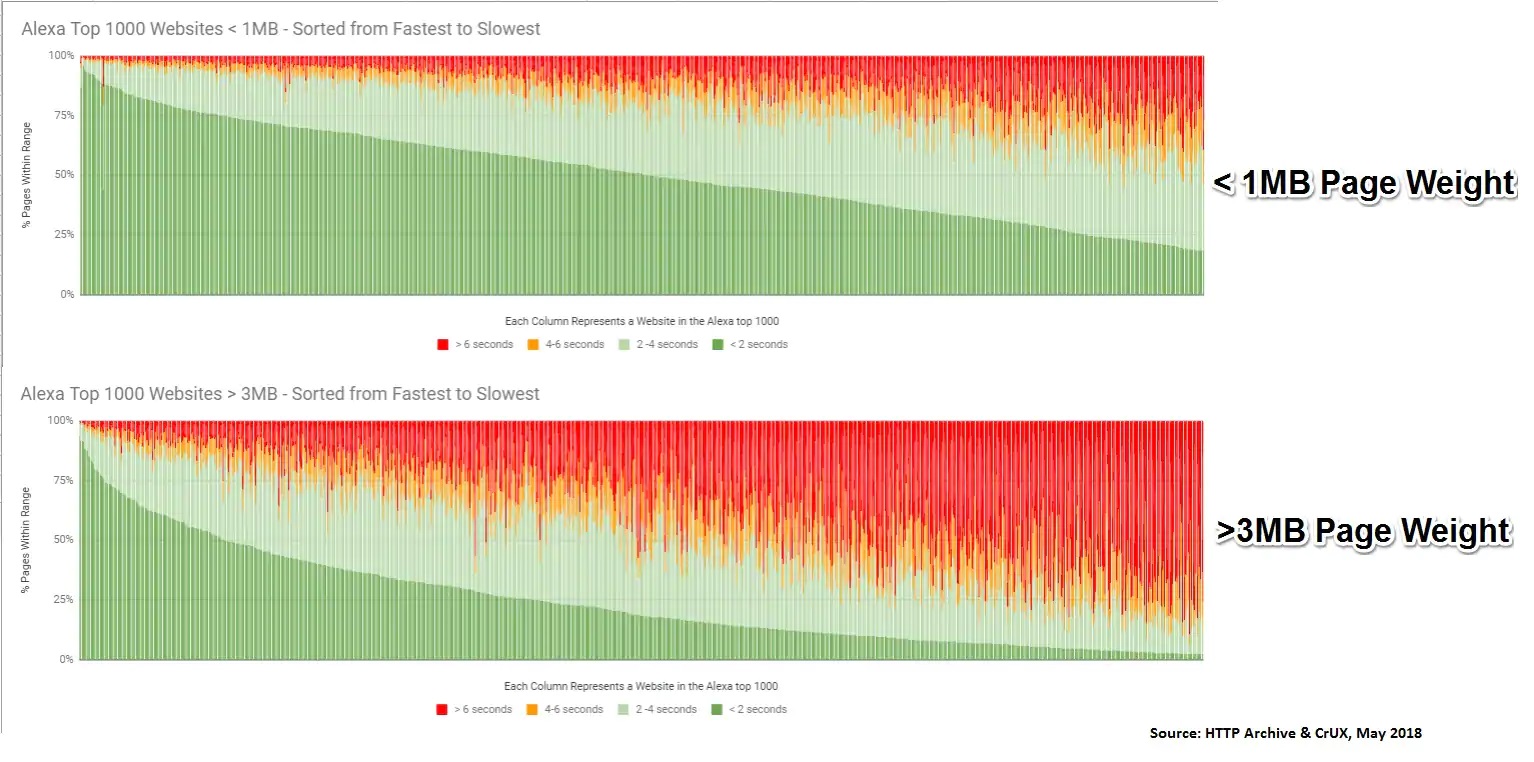 Alexa Top 1000 Websites < 1MB - Sorted from Fastest to Slowest
100%
75%
50%
25%
0%
% Pages Within Range
< 1MB Page Weight
Each Column Represents a Website in the Alexa top 1000
> 6 seconds 4-6 seconds 2 -4 seconds < 2 seconds
Alexa Top 1000 Websites > 3MB - Sorted from Fastest to Slowest
100%
75%
50%
25%
0%
% Pages Within Range
>3MB Page Weight
Each Column Represents a Website in the Alexa top 1000
> 6 seconds 4-6 seconds 2 -4 seconds < 2 seconds
Source: HTTP Archive & CrUX, May 2018